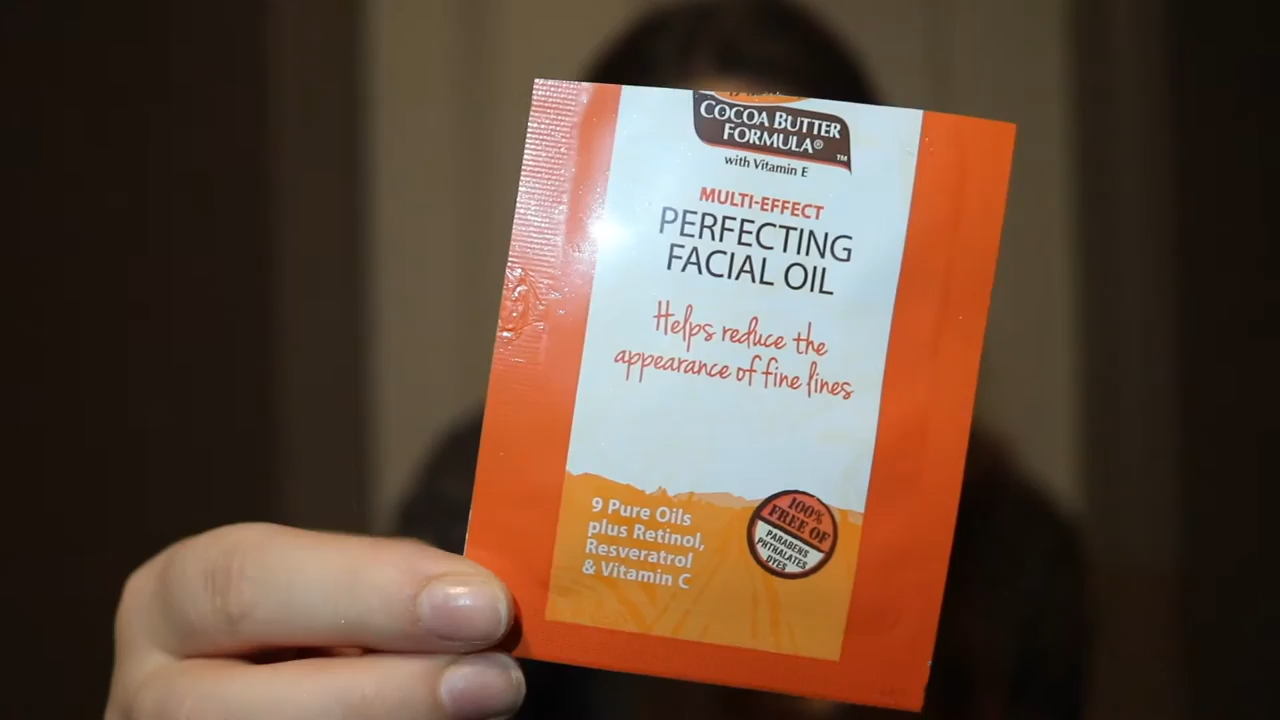 COCOA BUTTER
FORMULA®
TM
with Vitamin E
MULTI-EFFECT
PERFECTING
FACIAL OIL
Helps reduce the
appearance of fine lines
9 Pure Oils
plus Retinol,
Resveratrol
& Vitamin C
100%
FREE OF
PARABENS
PHTHALATES
DYES